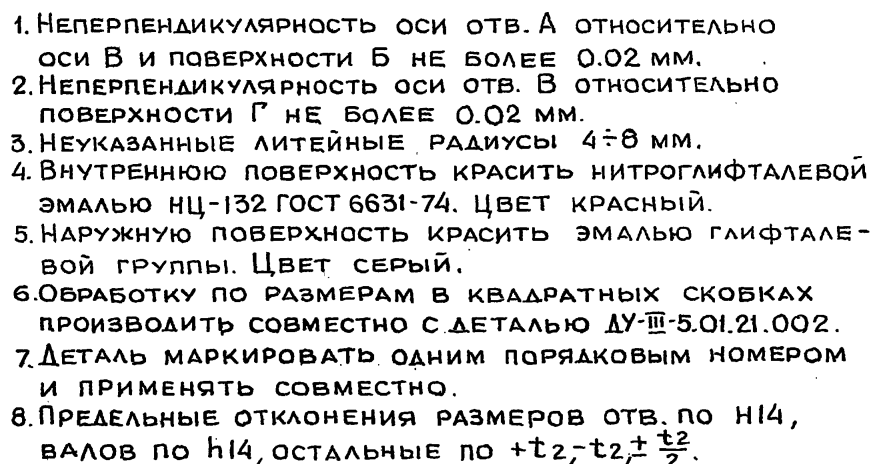 1. Неперпендикулярность оси отв. А относительно
оси В и поверхности Б не более 0.02 мм.
2. Неперпендикулярность оси отв. В относительно
поверхности Г не более 0.02 мм.
3. Неуказанные литейные радиусы 4÷8 мм.
4. Внутреннюю поверхность красить нитроглифталевой
эмалью НЦ-132 ГОСТ 6631-74. Цвет красный.
5. Наружную поверхность красить эмалью глифтале-
вой группы. Цвет серый.
6. Обработку по размерам в квадратных скобках
производить совместно с деталью ДУ-III-5.01.21.002.
7. Деталь маркировать одним порядковым номером
и применять совместно.
8. Предельные отклонения размеров отв. по H14,
валов по h14, остальные по +t2,-t2,± t2/2.